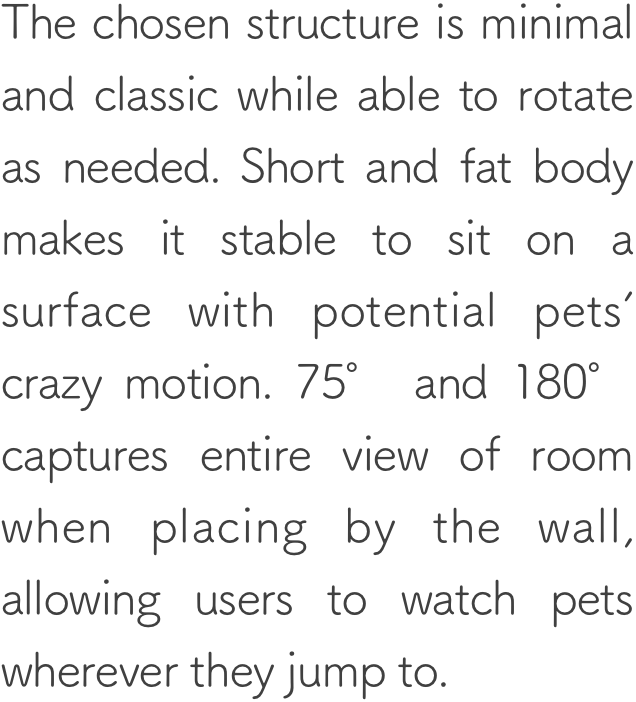 The chosen structure is minimal
and classic while able to rotate
as needed. Short and fat body
makes it stable to sit on a
surface with potential pets’
crazy motion. 75° and 180°
captures entire view of room
when placing by the wall,
allowing users to watch pets
wherever they jump to.